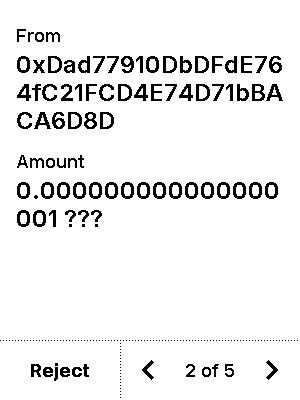 From
0xDad77910DbDFdE76
4fC21FCD4E74D71bBA
CA6D8D
Amount
0.000000000000000
001 ???
Reject
2 of 5